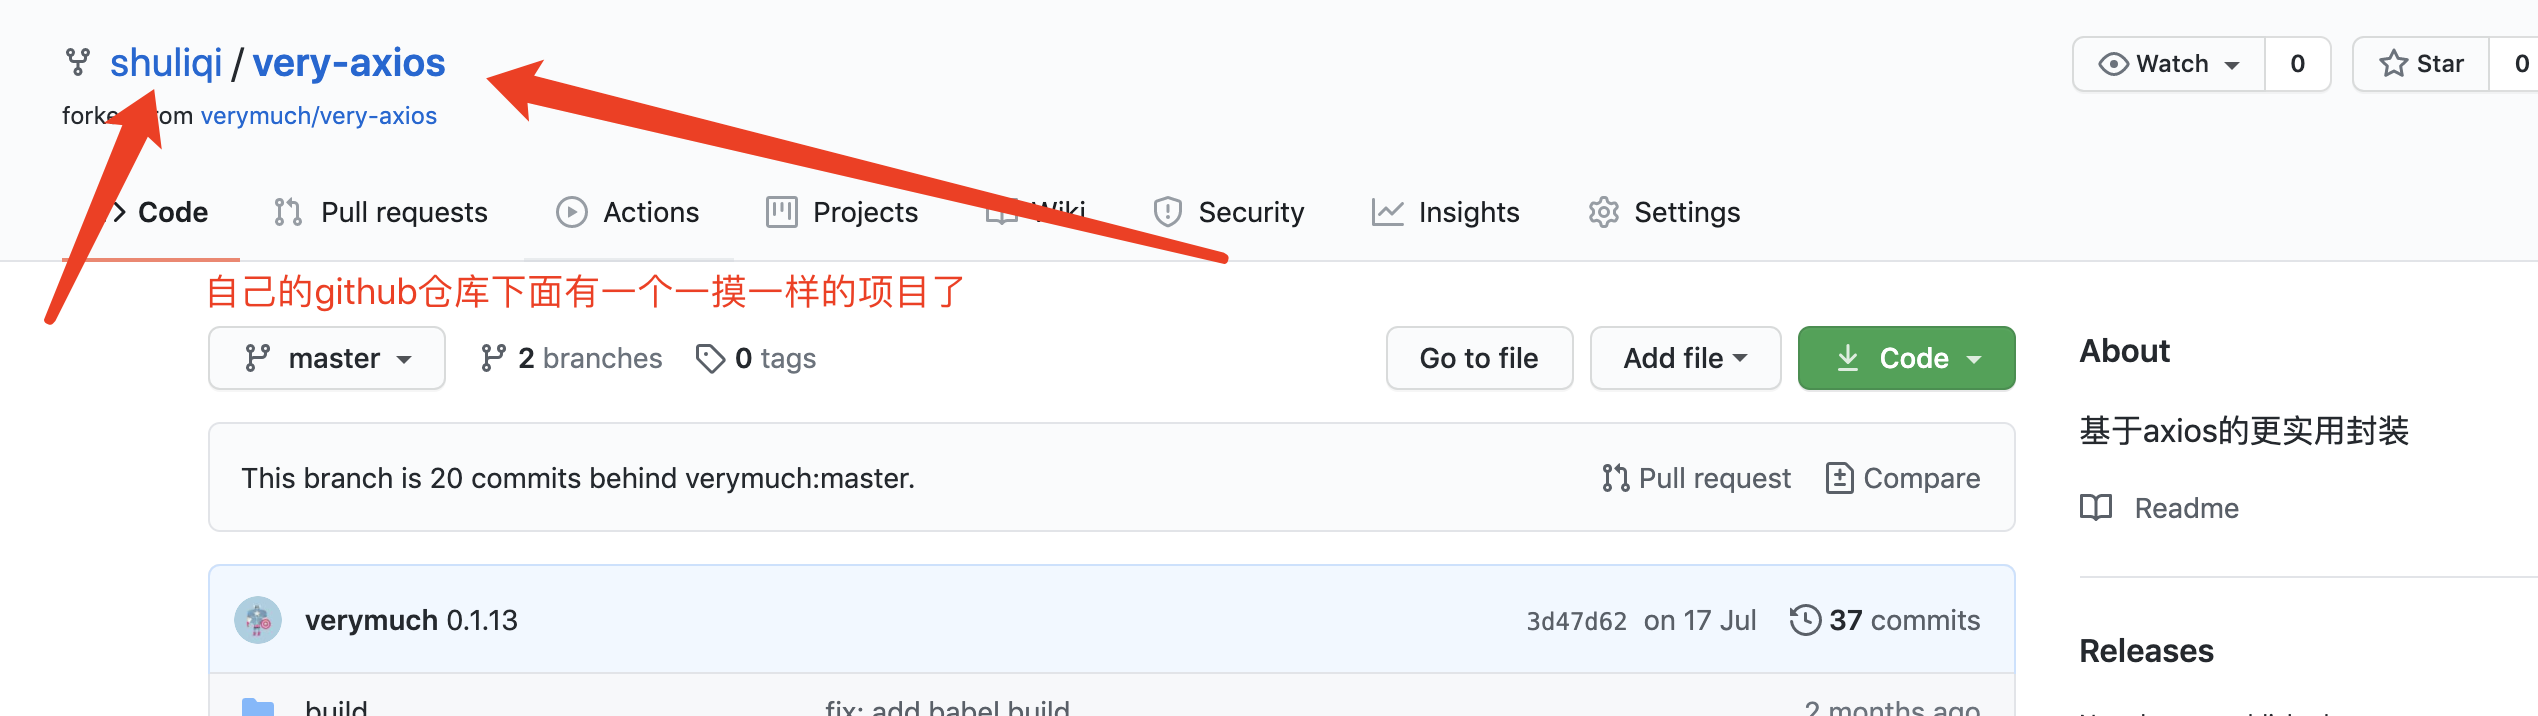 shuliqi / very-axios
Watch 0 Star 0
forked from verymuch/very-axios
Code Pull requests Actions Projects Wiki Security Insights Settings
自己的github仓库下面有一个一摸一样的项目了
master 2 branches 0 tags Go to file Add file Code
About
基于axios的更实用封装
This branch is 20 commits behind verymuch:master. Pull request Compare
Readme
verymuch 0.1.13 3d47d62 on 17 Jul 37 commits
Releases
build fix: add babel build 2 months ago